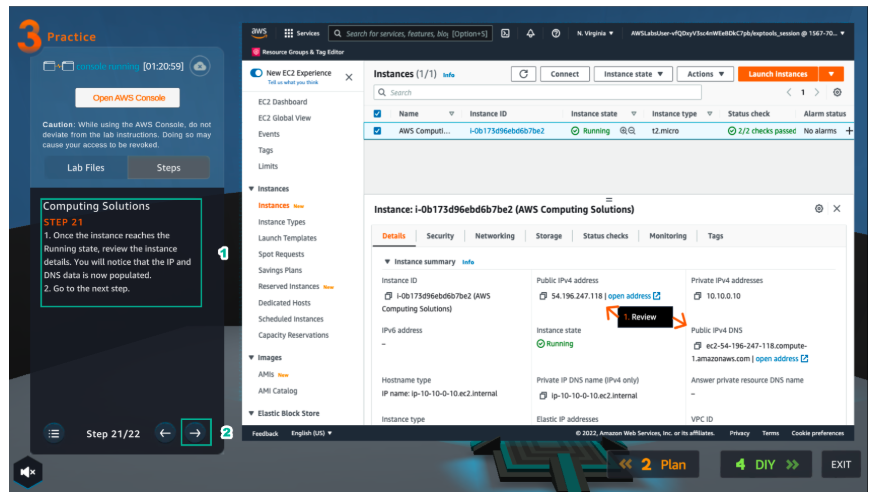 3 Practice
console running [01:20:59]
Open AWS Console
Caution: While using the AWS Console, do not
deviate from the lab instructions. Doing so may
cause your access to be revoked.
Lab Files
Steps
Computing Solutions
STEP 21
1. Once the instance reaches the
Running state, review the instance
details. You will notice that the IP and
DNS data is now populated.
2. Go to the next step.
1
Step 21/22
2
aws
Services
Search for services, features, blog [Option+S]
N. Virginia
Resource Groups & Tag Editor
New EC2 Experience
Tell us what you think
EC2 Dashboard
EC2 Global View
Events
Tags
Limits
Instances
Instances New
Instance Types
Launch Templates
Spot Requests
Savings Plans
Reserved Instances New
Dedicated Hosts
Scheduled Instances
Capacity Reservations
Images
AMIs New
AMI Catalog
Elastic Block Store
Instances (1/1) Info
Connect
Instance state
Actions
Launch instances
Search
1
Name
Instance ID
Instance state
Instance type
Status check
Alarm status
AWS Computi...
i-0b173d96ebd6b7be2
Running
t2.micro
2/2 checks passed
No alarms
Instance: i-0b173d96ebd6b7be2 (AWS Computing Solutions)
Details
Security
Networking
Storage
Status checks
Monitoring
Tags
Instance summary Info
Instance ID
i-0b173d96ebd6b7be2 (AWS
Computing Solutions)
Public IPv4 address
54.196.247.118 | open address
Private IPv4 addresses
10.10.0.10
1. Review
IPv6 address
–
Instance state
Running
Public IPv4 DNS
ec2-54-196-247-118.compute-
1.amazonaws.com | open address
Hostname type
IP name: ip-10-10-0-10.ec2.internal
Private IP DNS name (IPv4 only)
ip-10-10-0-10.ec2.internal
Answer private resource DNS name
–
Instance type
Elastic IP addresses
VPC ID
Feedback
English (US)
© 2022, Amazon Web Services, Inc. or its affiliates.
Privacy
Terms
Cookie preferences
2 Plan
4 DIY
EXIT